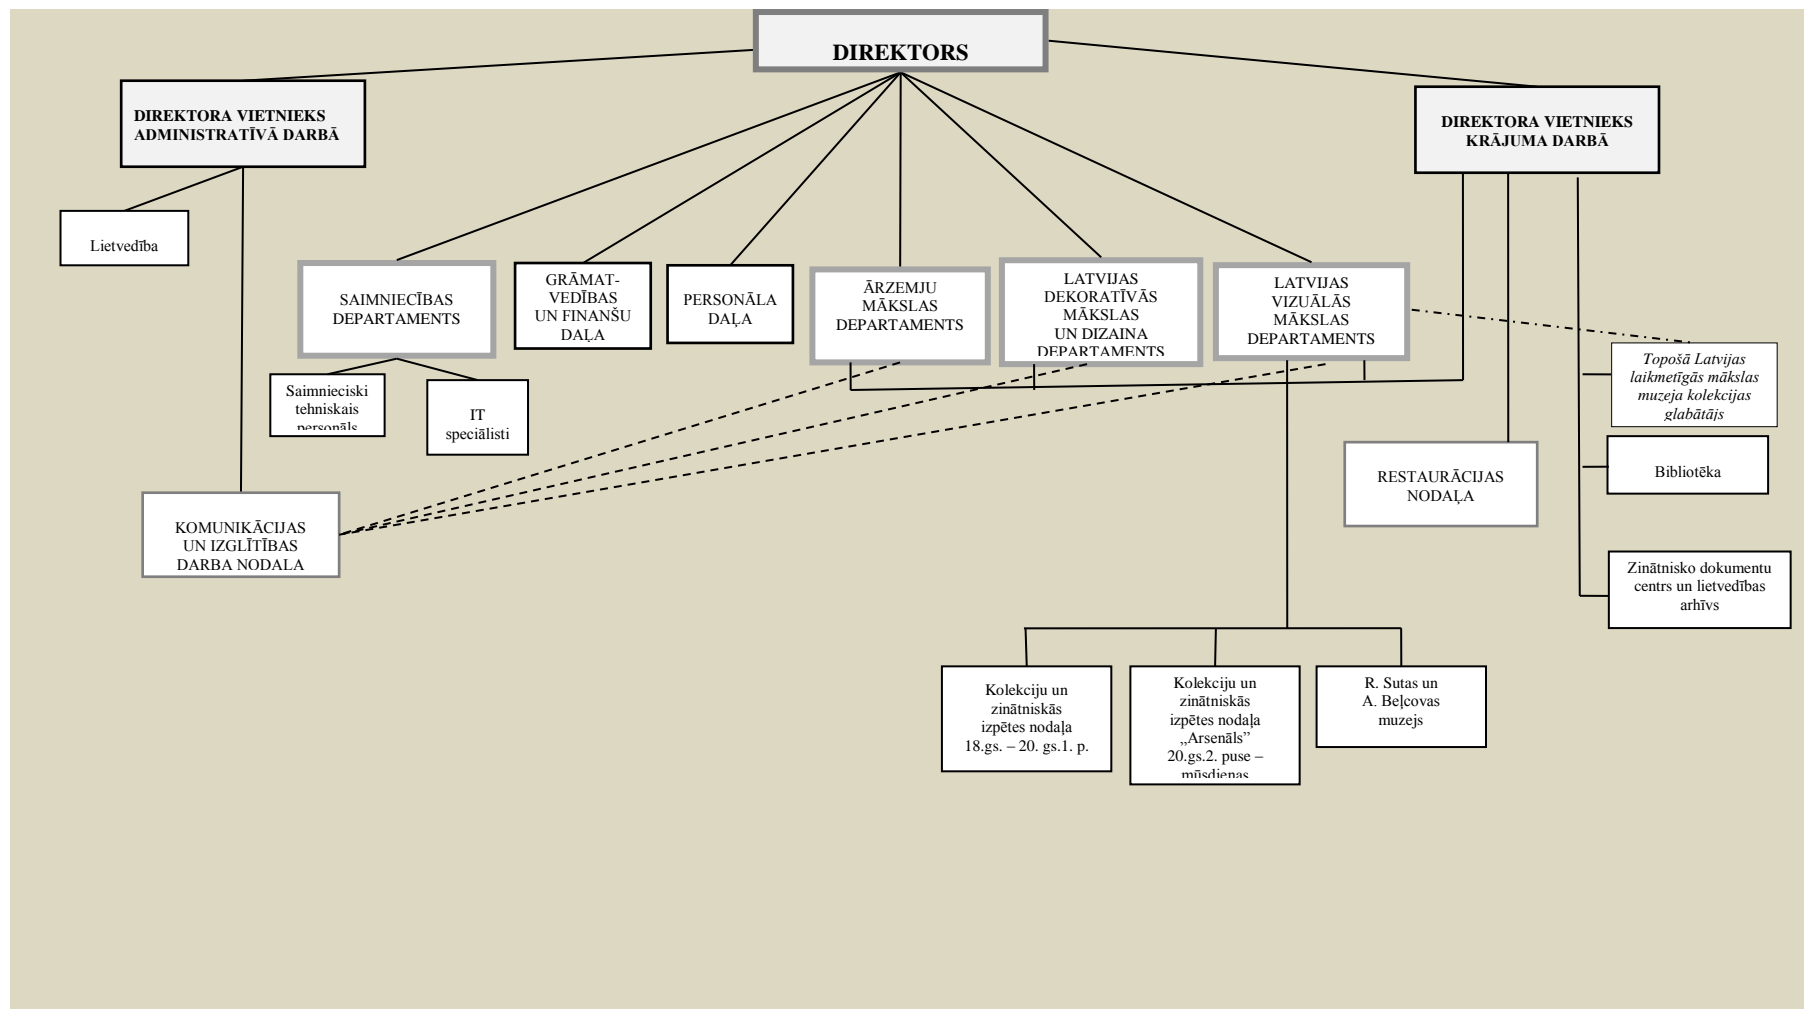 DIREKTORS
DIREKTORA VIETNIEKS
ADMINISTRATĪVĀ DARBĀ
DIREKTORA VIETNIEKS
KRĀJUMA DARBĀ
Lietvedība
SAIMNIECĪBAS
DEPARTAMENTS
GRĀMAT-
VEDĪBAS
UN FINANŠU
DAĻA
PERSONĀLA
DAĻA
ĀRZEMJU
MĀKSLAS
DEPARTAMENTS
LATVIJAS
DEKORATĪVĀS
MĀKSLAS
UN DIZAINA
DEPARTAMENTS
LATVIJAS
VIZUĀLĀS
MĀKSLAS
DEPARTAMENTS
Topošā Latvijas
laikmetīgās mākslas
muzeja kolekcijas
glabātājs
Saimnieciski
tehniskais
personāls
IT
speciālisti
Bibliotēka
RESTAURĀCIJAS
NODAĻA
KOMUNIKĀCIJAS
UN IZGLĪTĪBAS
DARBA NODAĻA
Zinātnisko dokumentu
centrs un lietvedības
arhīvs
Kolekciju un
zinātniskās
izpētes nodaļa
18.gs. – 20. gs.1. p.
Kolekciju un
zinātniskās
izpētes nodaļa
„Arsenāls”
20.gs.2. puse –
mūsdienas
R. Sutas un
A. Beļcovas
muzejs